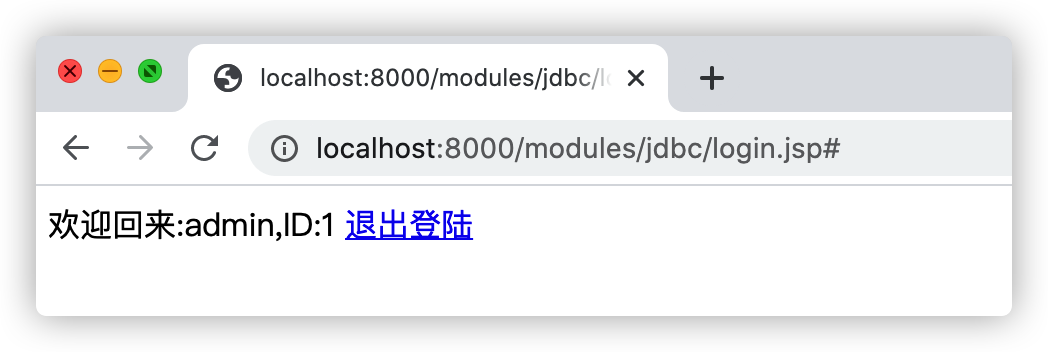 localhost:8000/modules/jdbc/lo
localhost:8000/modules/jdbc/login.jsp#
欢迎回来:admin,ID:1 退出登陆